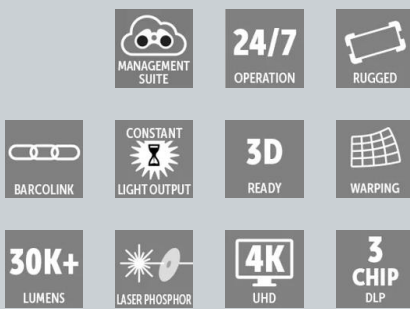 MANAGEMENT
SUITE
24/7
OPERATION
RUGGED
BARCOLINK
CONSTANT
LIGHT OUTPUT
3D
READY
WARPING
30K+
LUMENS
LASER PHOSPHOR
4K
UHD
3
CHIP
DLP